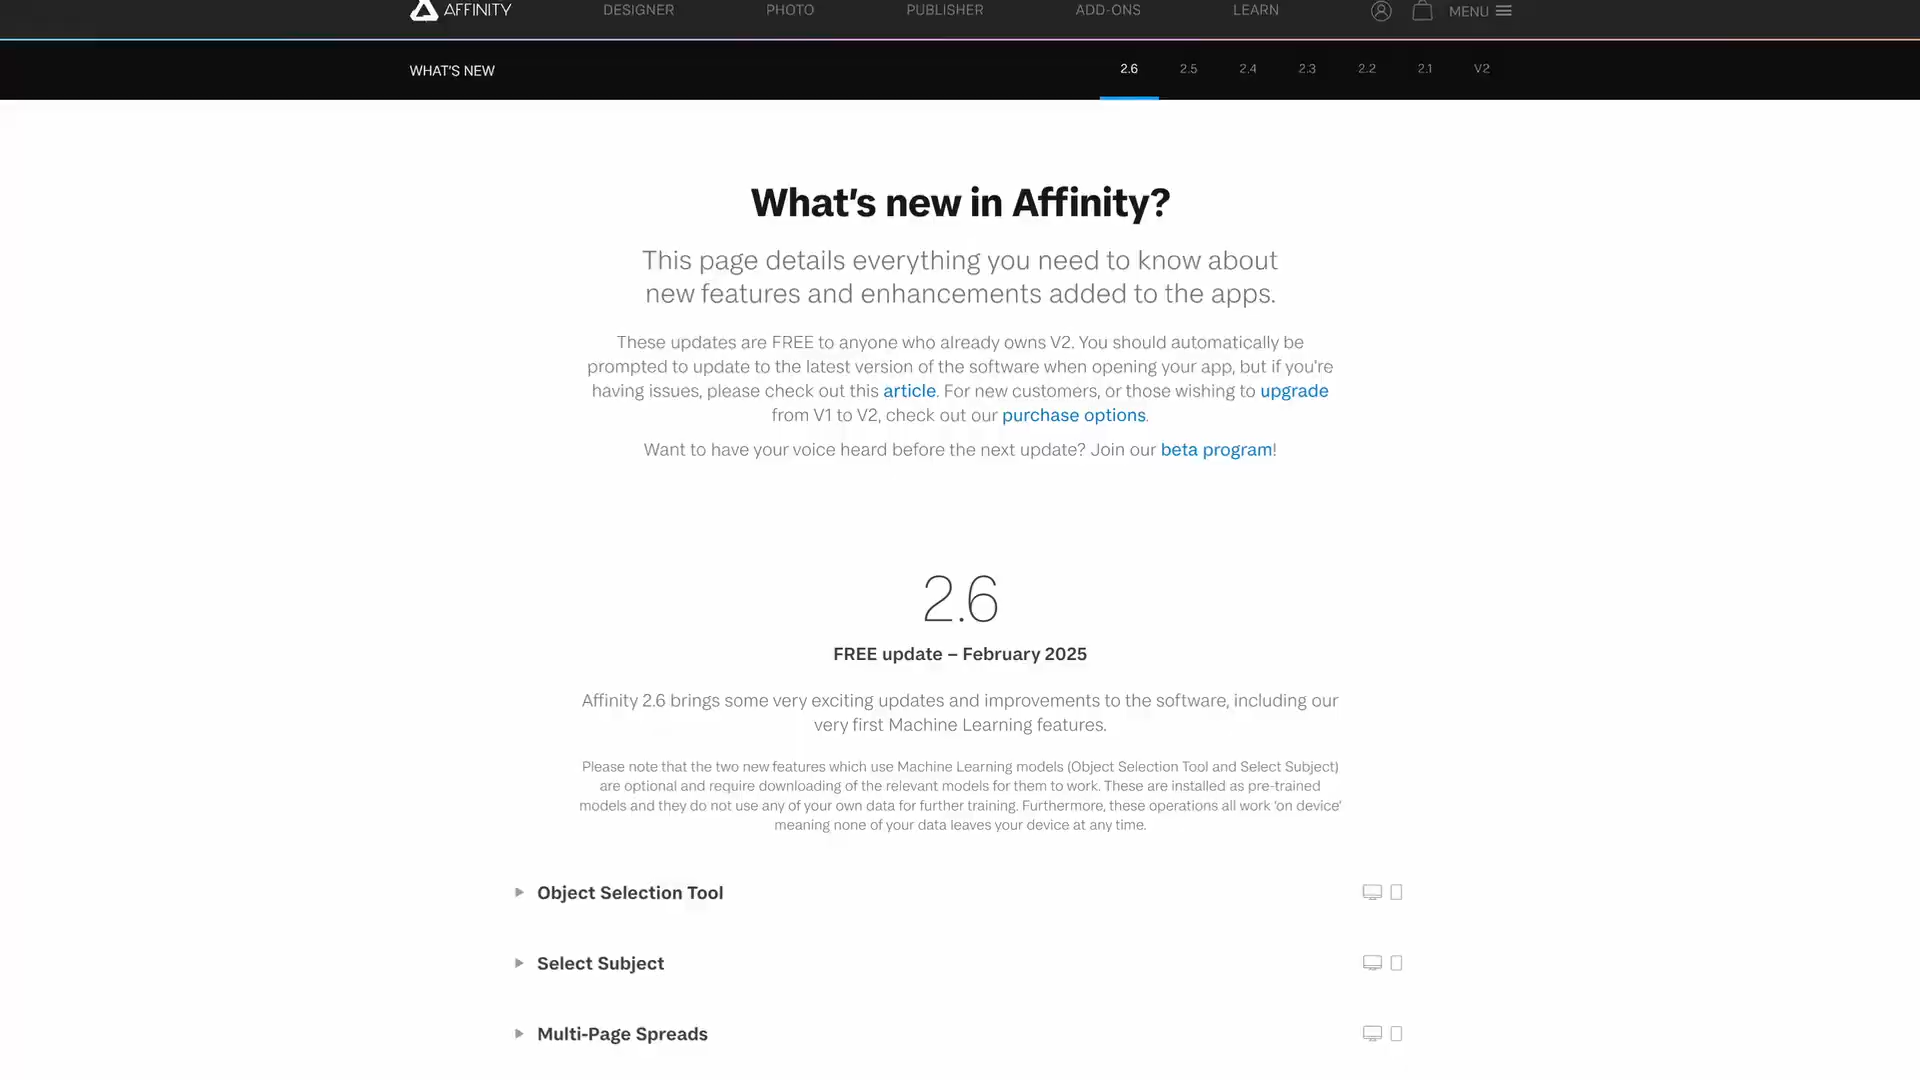 AFFINITY DESIGNER PHOTO PUBLISHER ADD-ONS LEARN MENU
WHAT'S NEW 2.6 2.5 2.4 2.3 2.2 2.1 V2
What's new in Affinity?
This page details everything you need to know about
new features and enhancements added to the apps.
These updates are FREE to anyone who already owns V2. You should automatically be
prompted to update to the latest version of the software when opening your app, but if you're
having issues, please check out this article. For new customers, or those wishing to upgrade
from V1 to V2, check out our purchase options.
Want to have your voice heard before the next update? Join our beta program!
2.6
FREE update – February 2025
Affinity 2.6 brings some very exciting updates and improvements to the software, including our
very first Machine Learning features.
Please note that the two new features which use Machine Learning models (Object Selection Tool and Select Subject)
are optional and require downloading of the relevant models for them to work. These are installed as pre-trained
models and they do not use any of your own data for further training. Furthermore, these operations all work 'on device'
meaning none of your data leaves your device at any time.
Object Selection Tool
Select Subject
Multi-Page Spreads